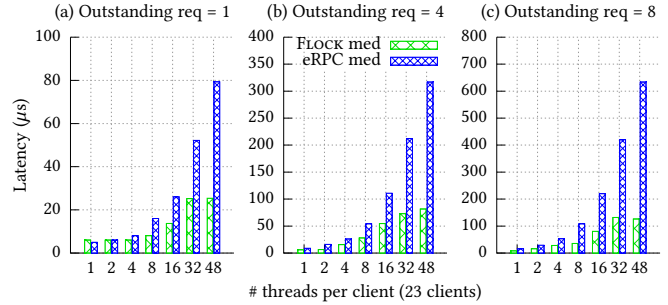 (a) Outstanding req = 1
(b) Outstanding req = 4
(c) Outstanding req = 8
Latency (μs)
100
80
60
40
20
0
1 2 4 8 16 32 48
FLOCK med
eRPC med
400
350
300
250
200
150
100
50
0
1 2 4 8 16 32 48
800
700
600
500
400
300
200
100
0
1 2 4 8 16 32 48
# threads per client (23 clients)